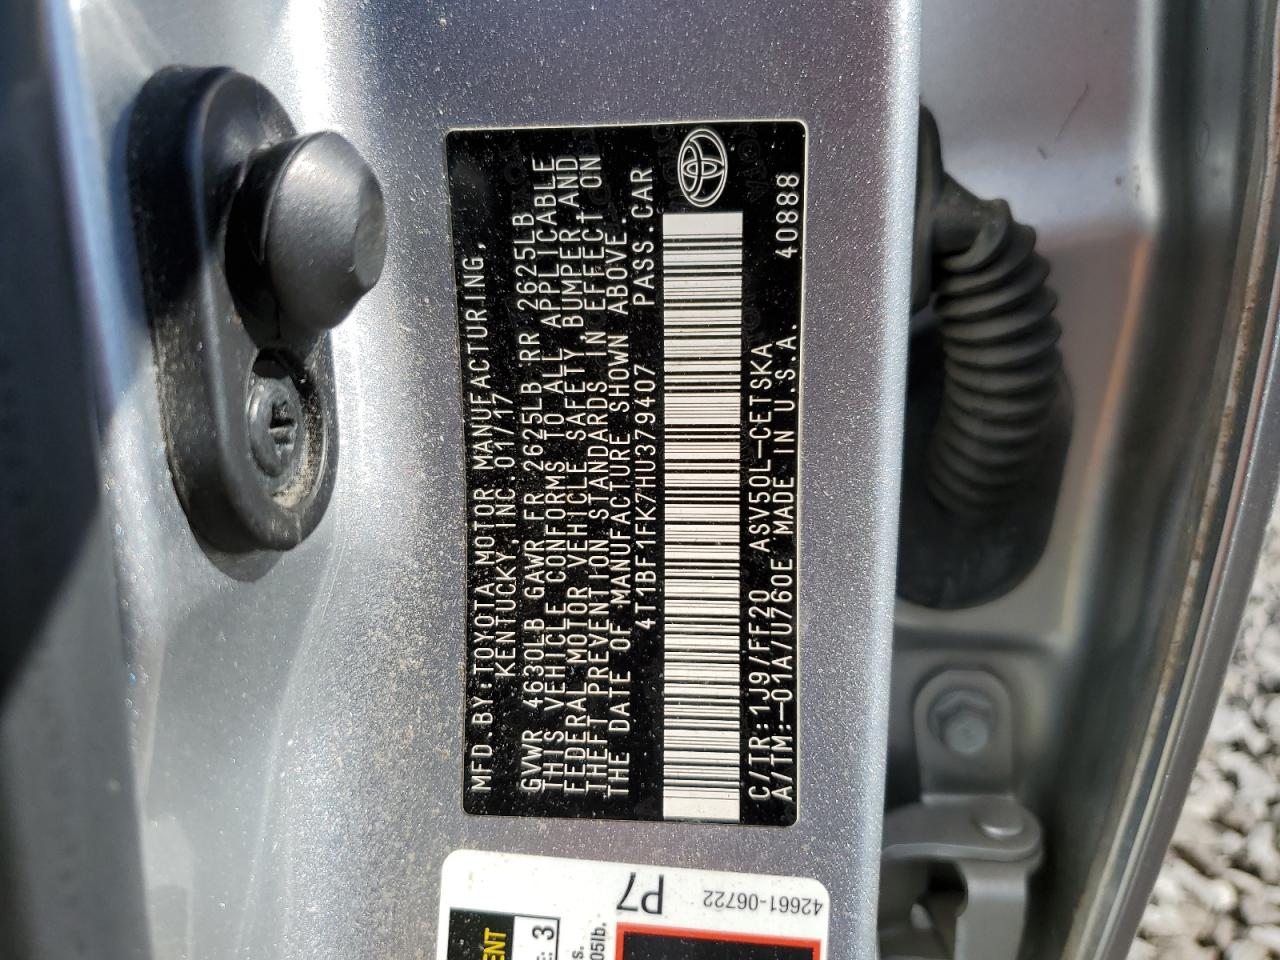 MFD.BY:TOYOTA MOTOR MANUFACTURING,
KENTUCKY,INC.01/17
GVWR 4630LB GAWR FR 2625LB RR 2625LB
THIS VEHICLE CONFORMS TO ALL APPLICABLE
FEDERAL MOTOR VEHICLE SAFETY,BUMPER,AND
THEFT PREVENTION STANDARDS IN EFFECT ON
THE DATE OF MANUFACTURE SHOWN ABOVE.
4T1BF1FK7HU379407 PASS.CAR
C/TR:1J9/FF20 ASV50L-CETSKA
A/TM:-01A/U760E MADE IN U.S.A. 40888
P7
42661-06722
3
05lb.